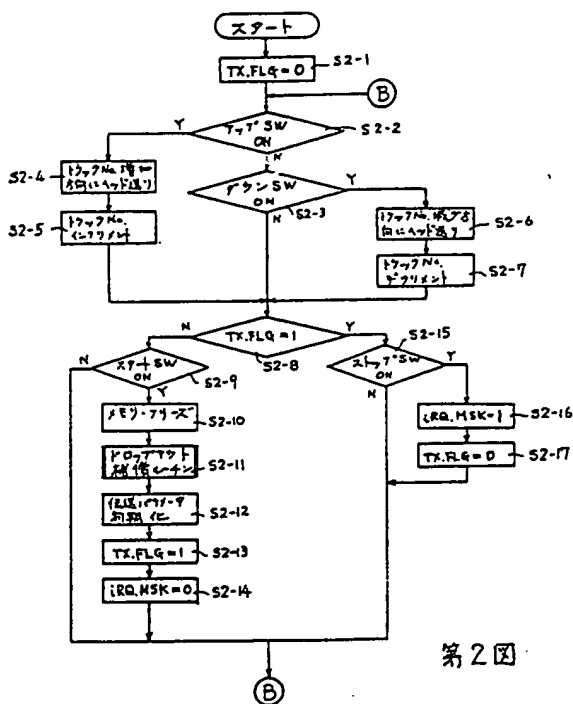 スタート
TX.FLG=0
S2-1
B
アップSW
ON
Y
N
S2-2
トラックNo.増加
方向にヘッド送り
S2-4
ダウンSW
ON
Y
N
S2-3
トラックNo.
インクリメント
S2-5
トラックNo.減少方
向にヘッド送り
S2-6
トラックNo.
デクリメント
S2-7
TX.FLG=1
N
Y
S2-8
スタートSW
ON
N
Y
S2-9
ストップSW
ON
Y
N
S2-15
メモリーフリーズ
S2-10
iRQ.MSK=1
S2-16
ドロップアウト
補償ルーチン
S2-11
TX.FLG=0
S2-17
伝送パラメータ
初期化
S2-12
TX.FLG=1
S2-13
iRQ.MSK=0
S2-14
B
第2図